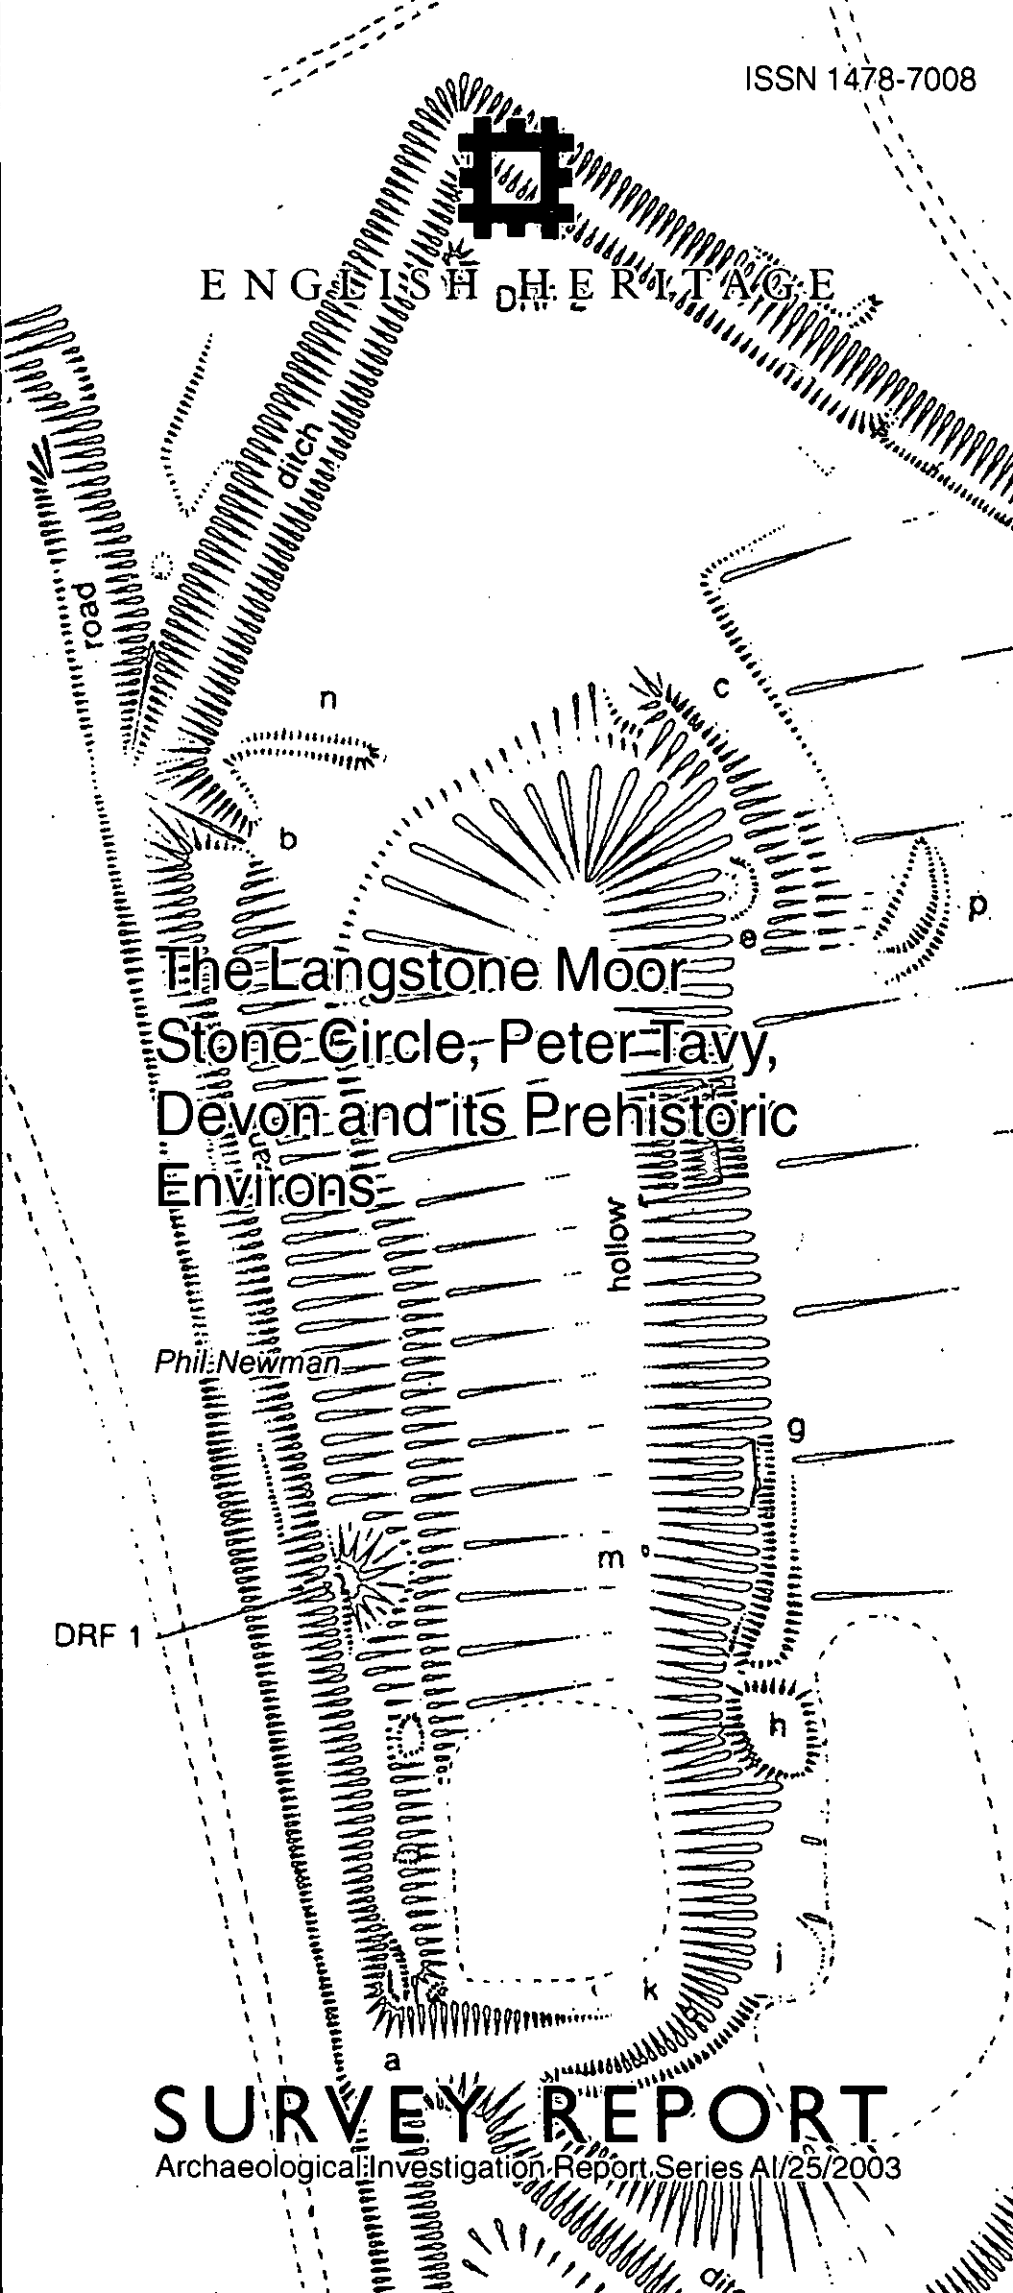 ISSN 1478-7008
ENGLISH HERITAGE
ditch
road
n
c
b
p
e
The Langstone Moor
Stone Circle, Peter Tavy,
Devon and its Prehistoric
Environs
hollow
Phil Newman
g
m
DRF 1
h
j
k
a
SURVEY REPORT
Archaeological Investigation Report Series AI/25/2003